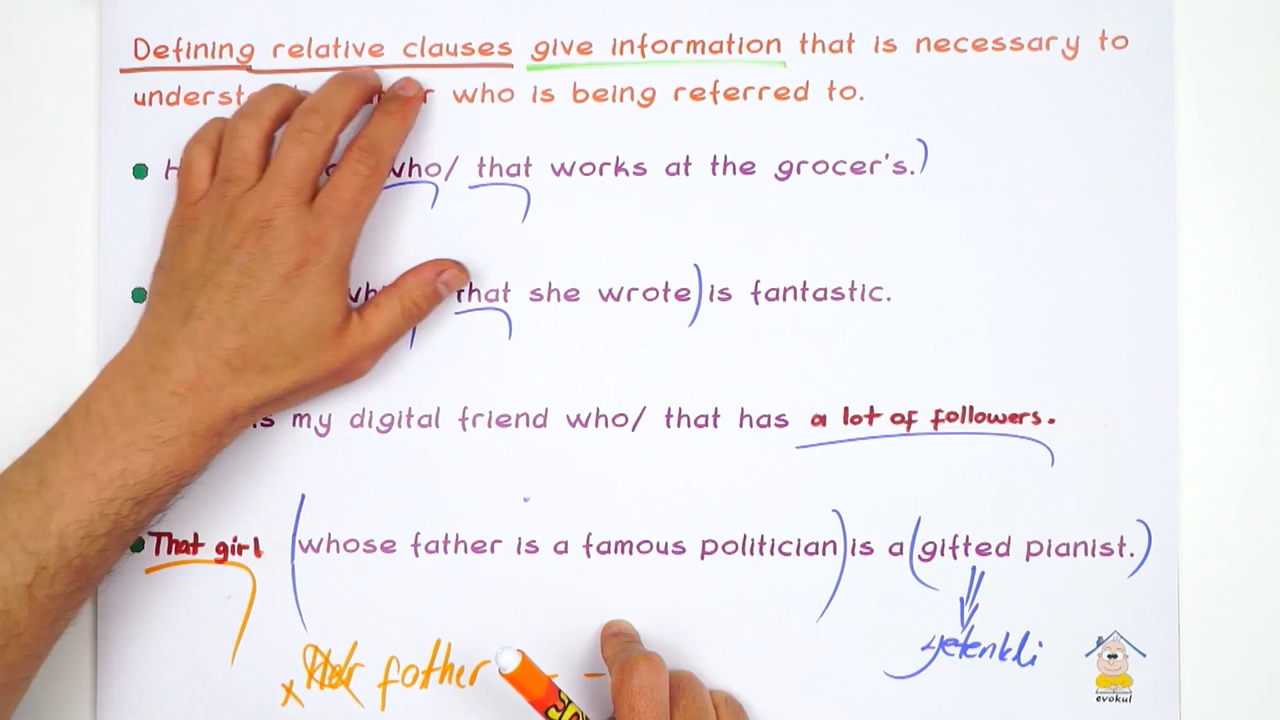 Defining relative clauses give information that is necessary to
who is being referred to.
who/ that works at the grocer's.)
that she wrote) is fantastic.
is my digital friend who/ that has a lot of followers.
That girl (whose father is a famous politician) is a (gifted pianist.)
yetenkli
x Her father
evokul